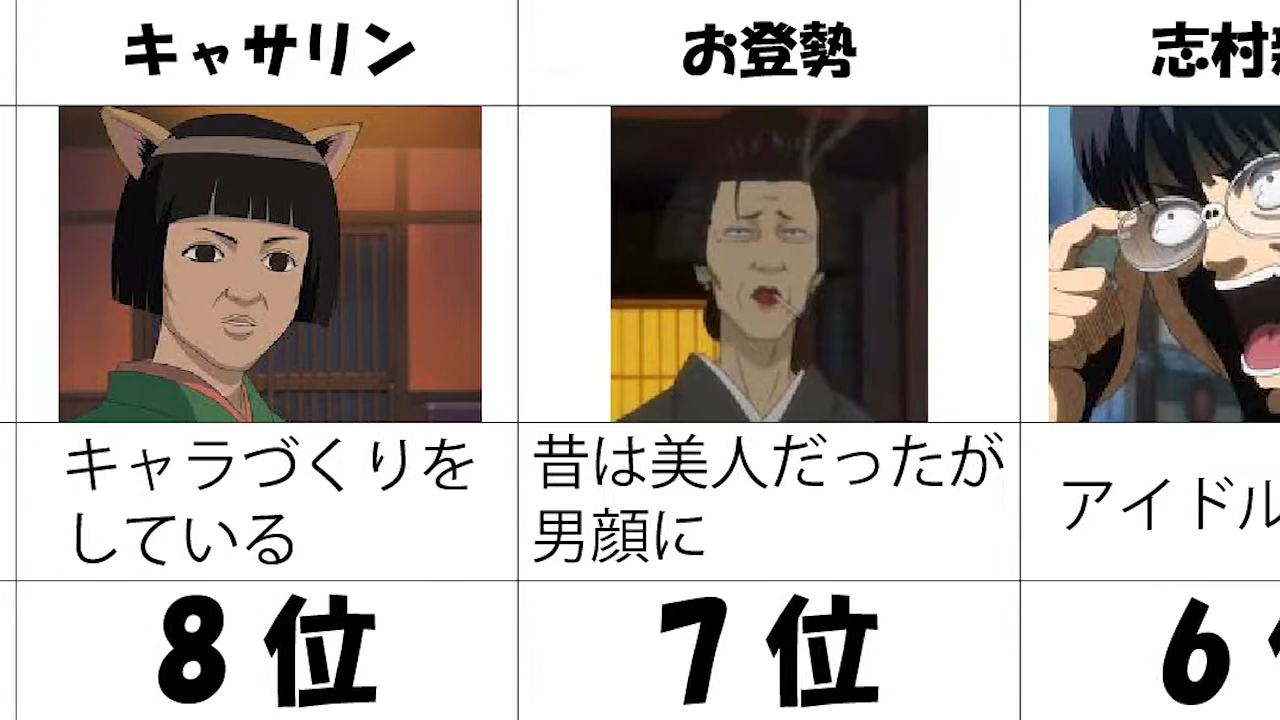 キャサリン
お登勢
志村
キャラづくりを
している
昔は美人だったが
男顔に
アイドル
8位
7位
6